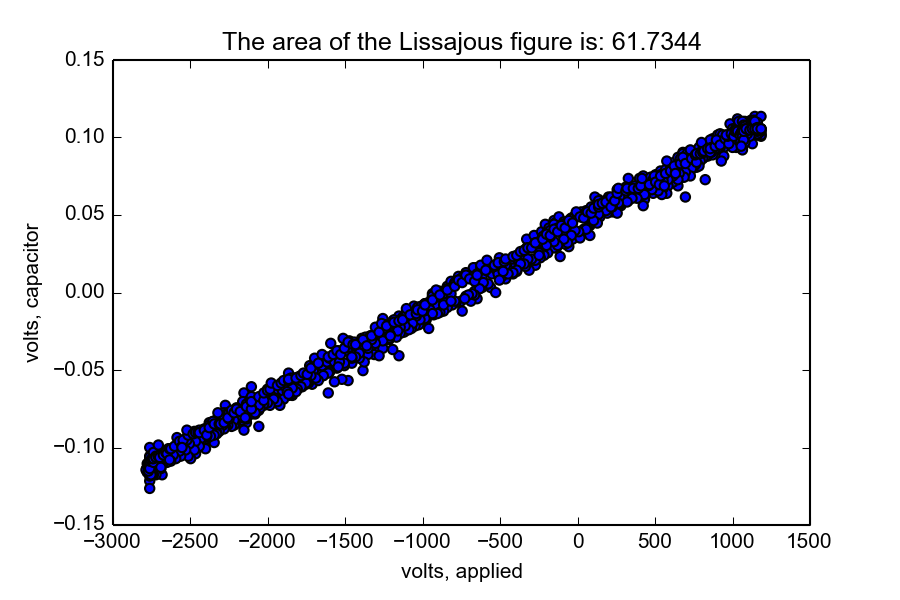 The area of the Lissajous figure is: 61.7344
0.15
0.10
0.05
0.00
−0.05
−0.10
−0.15
volts, capacitor
−3000 −2500 −2000 −1500 −1000 −500 0 500 1000 1500
volts, applied